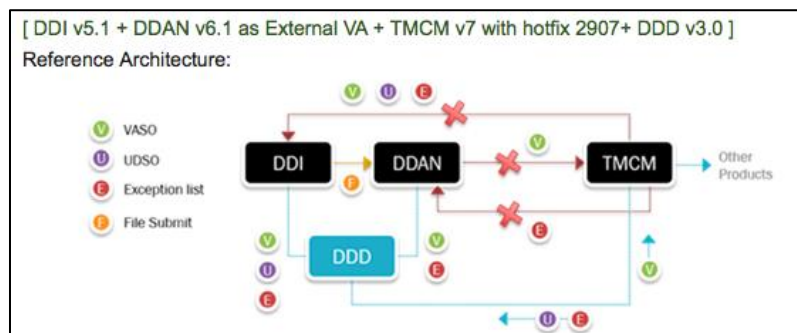 [ DDI v5.1 + DDAN v6.1 as External VA + TMCM v7 with hotfix 2907+ DDD v3.0 ]
Reference Architecture:
V U E
V VASO
U UDSO
E Exception list
F File Submit
DDI
F
DDAN
V
TMCM
Other
Products
E
V
U
E
DDD
V
E
V
U E